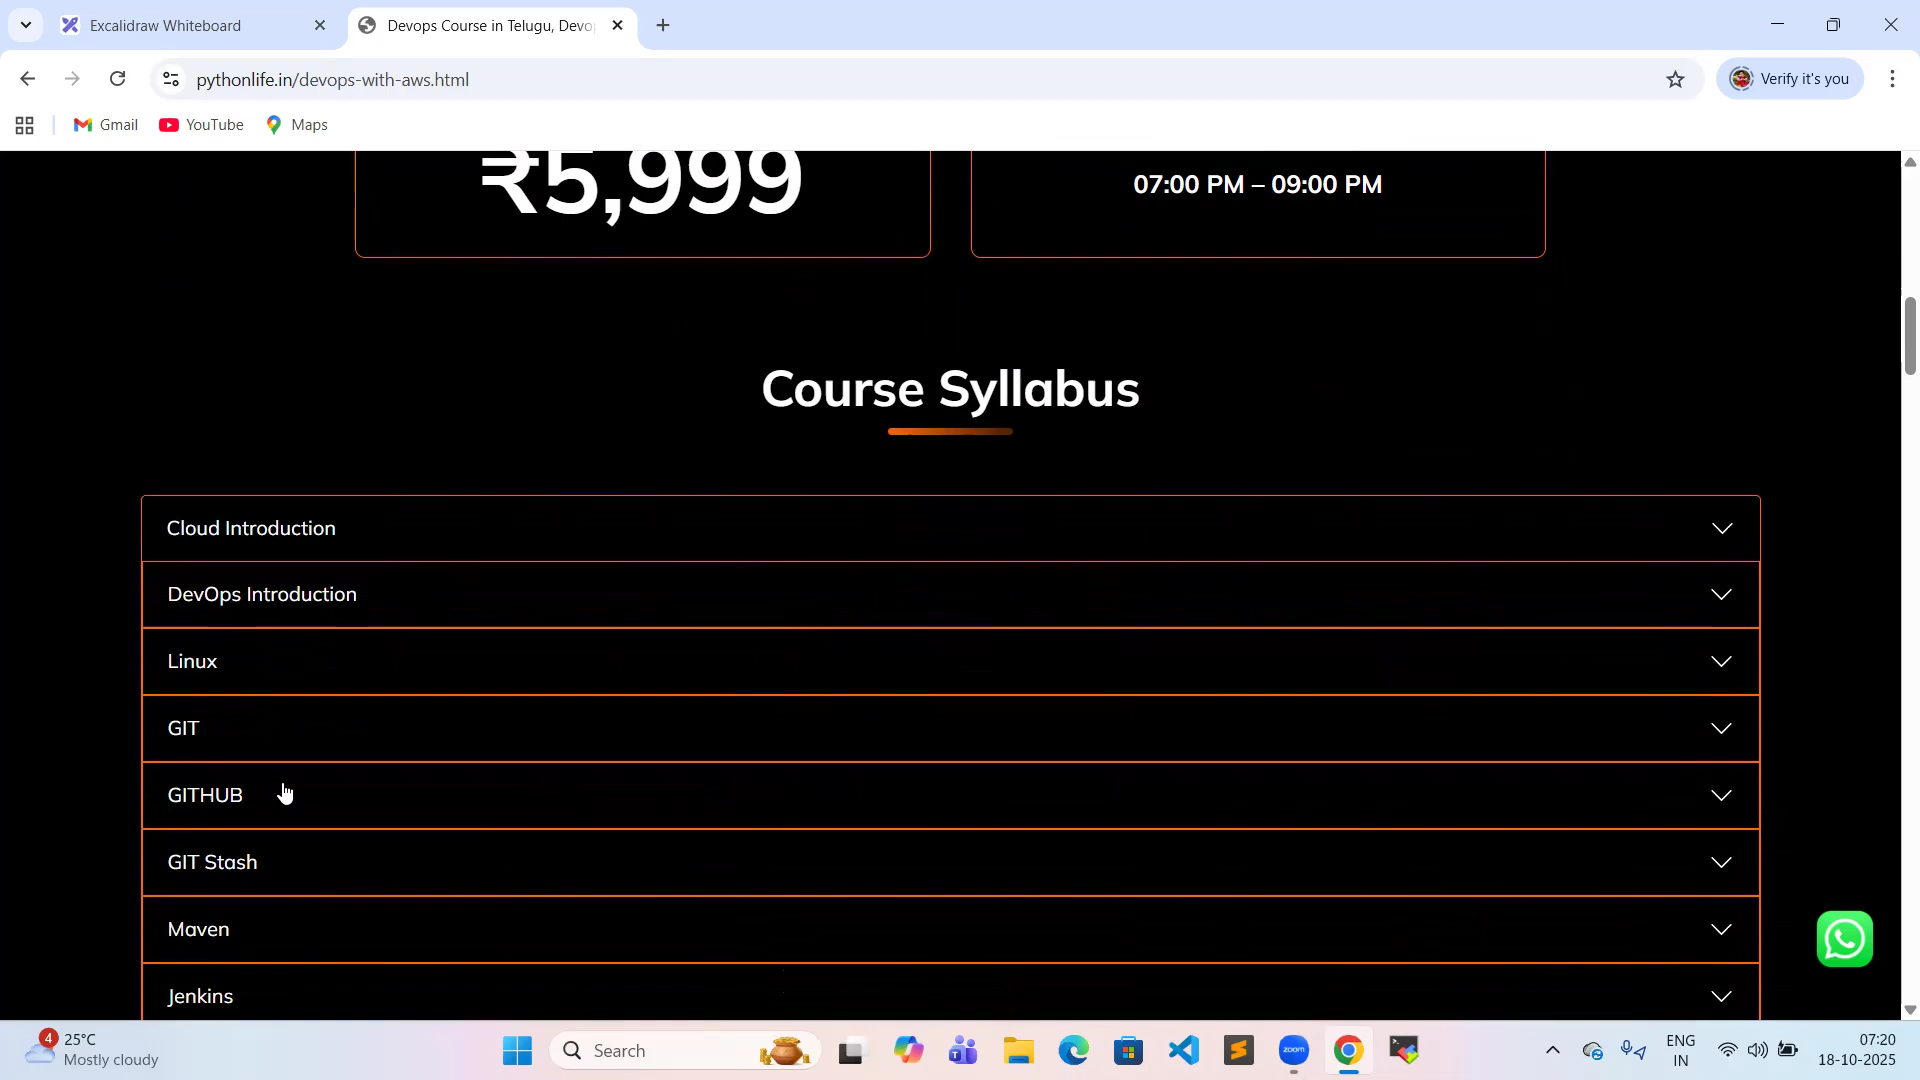 Excalidraw Whiteboard
Devops Course in Telugu, Devo
pythonlife.in/devops-with-aws.html
Verify it's you
Gmail
YouTube
Maps
₹5,999
07:00 PM – 09:00 PM
Course Syllabus
Cloud Introduction
DevOps Introduction
Linux
GIT
GITHUB
GIT Stash
Maven
Jenkins
4
25°C
Mostly cloudy
Search
zoom
ENG
IN
07:20
18-10-2025